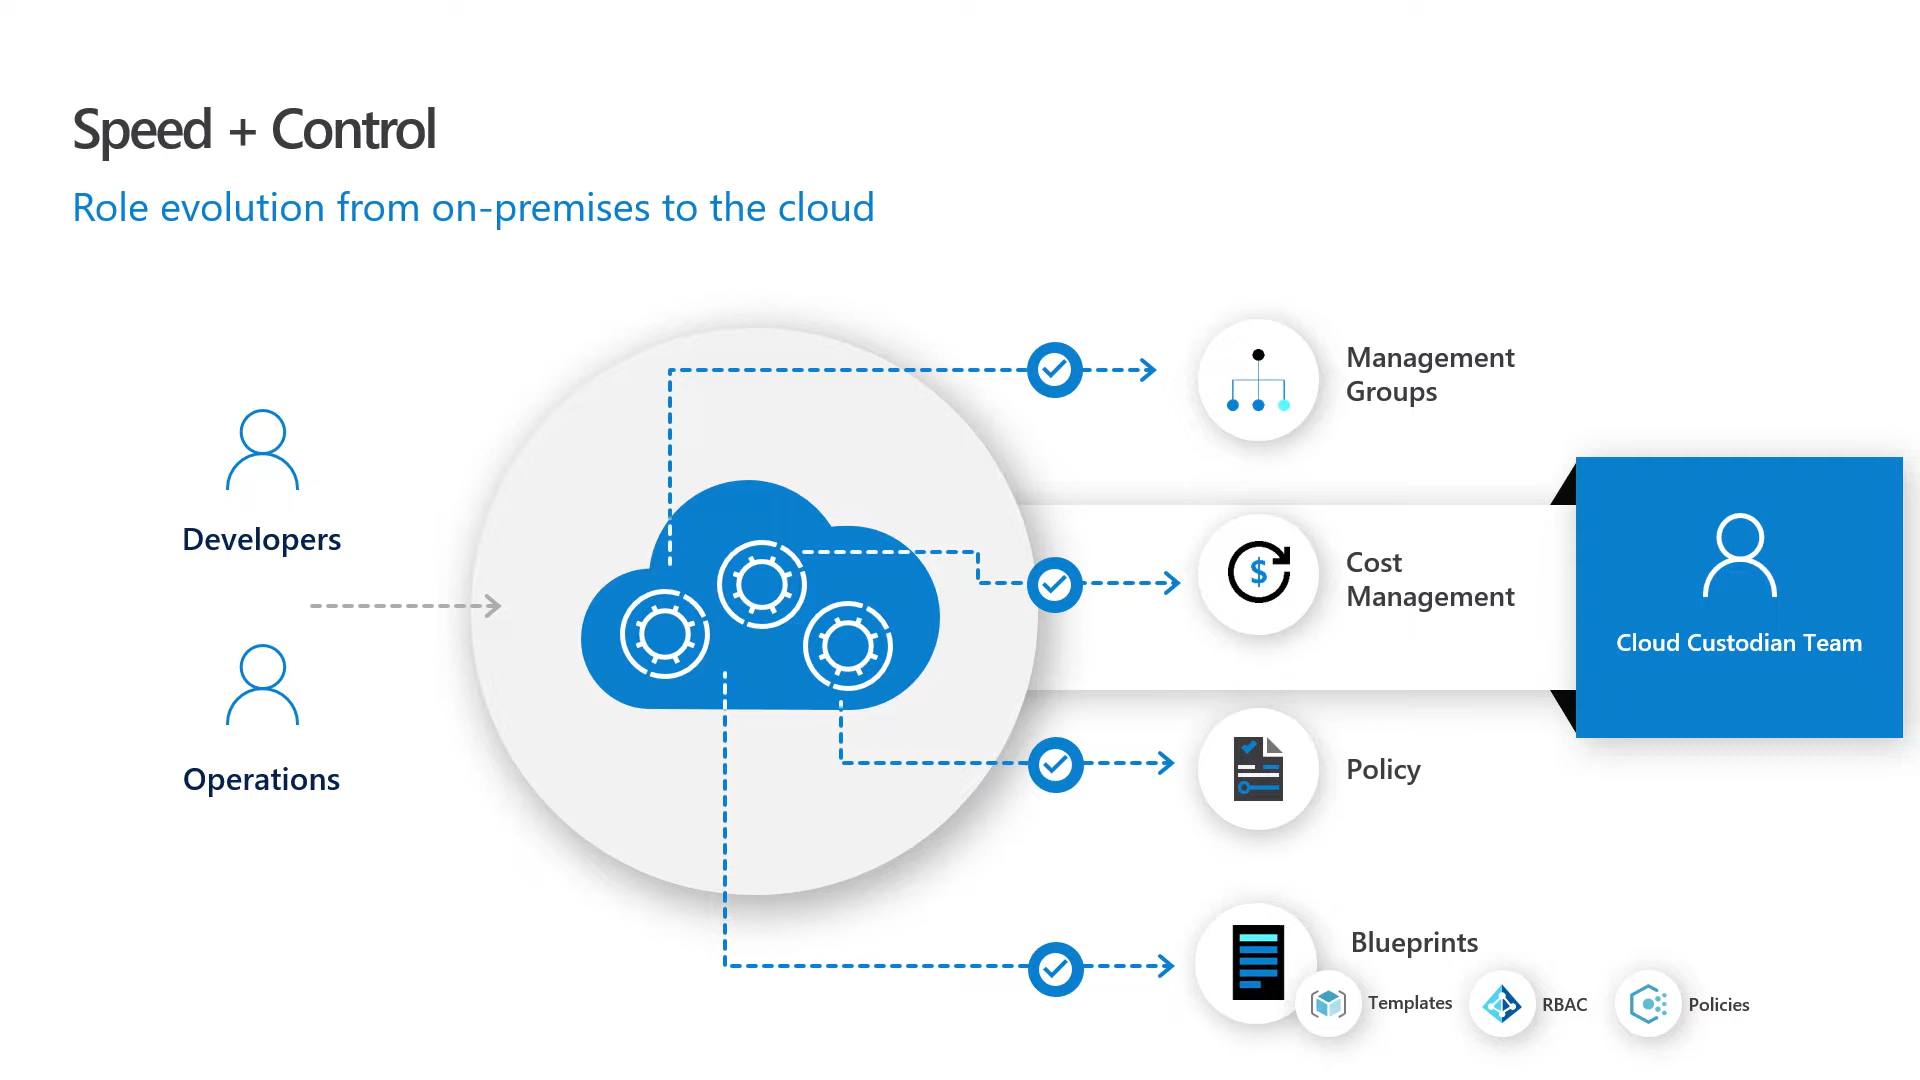 Speed + Control
Role evolution from on-premises to the cloud
Developers
Operations
Management
Groups
$
Cost
Management
Policy
Blueprints
Templates
RBAC
Policies
Cloud Custodian Team